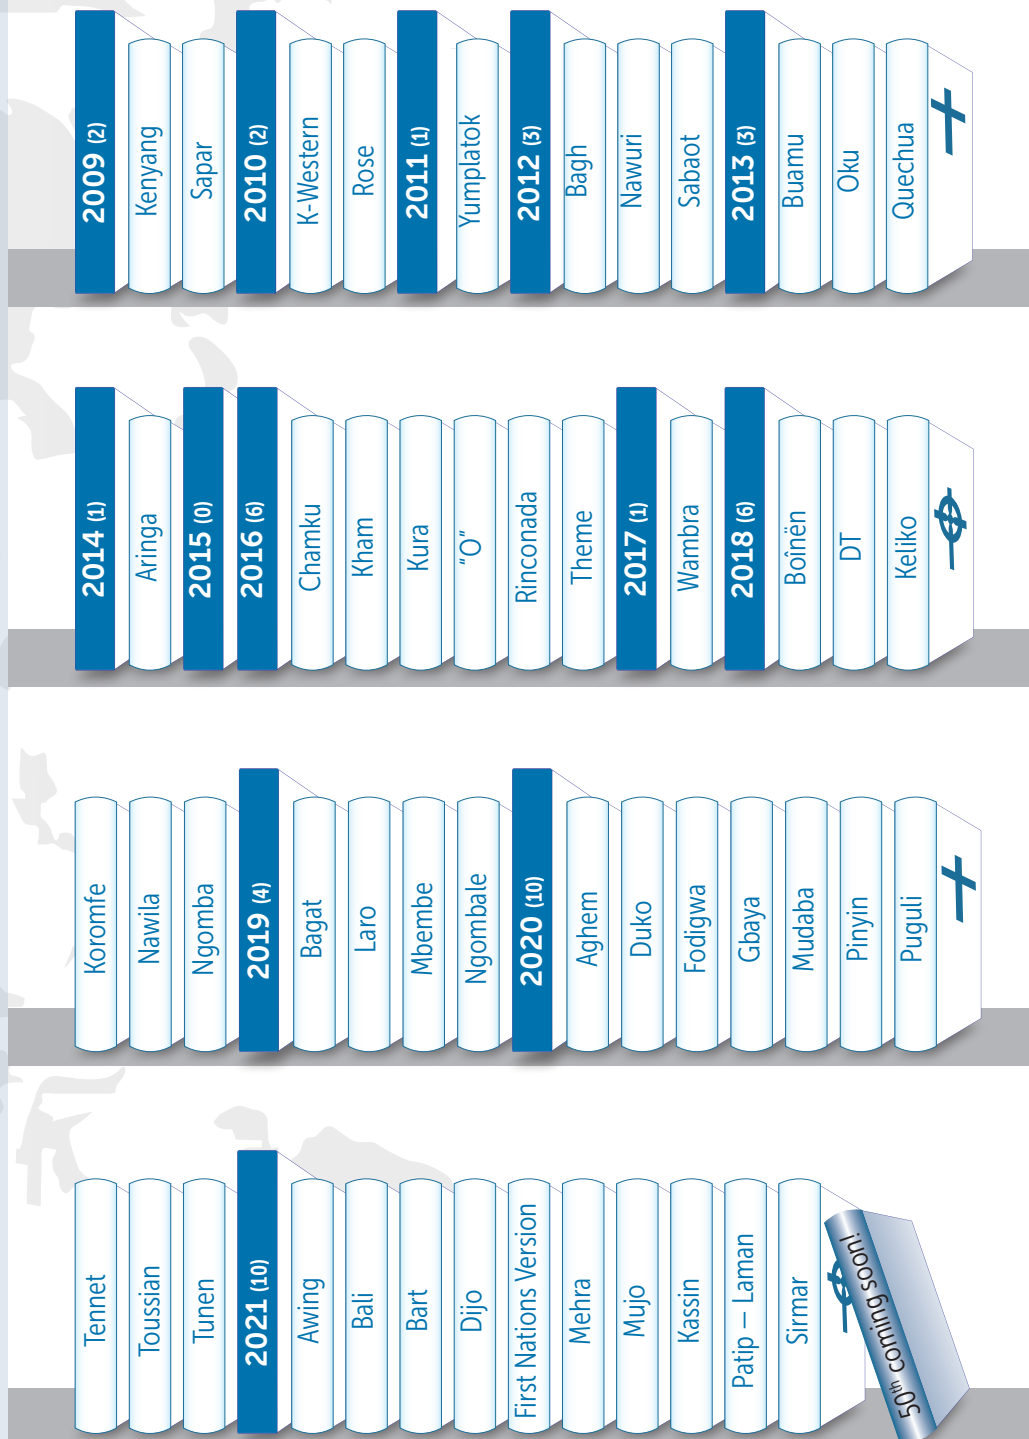 2009 (2)
Kenyang
Sapar
2010 (2)
K-Western
Rose
2011 (1)
Yumplatok
2012 (3)
Bagh
Nawuri
Sabaot
2013 (3)
Buamu
Oku
Quechua
2014 (1)
Aringa
2015 (0)
2016 (6)
Chamku
Kham
Kura
"O"
Rinconada
Theme
2017 (1)
Wambra
2018 (6)
Boînën
DT
Keliko
Koromfe
Nawila
Ngomba
2019 (4)
Bagat
Laro
Mbembe
Ngombale
2020 (10)
Aghem
Duko
Fodigwa
Gbaya
Mudaba
Pinyin
Puguli
Tennet
Toussian
Tunen
2021 (10)
Awing
Bali
Bart
Dijo
First Nations Version
Mehra
Mujo
Kassin
Patip – Laman
Sirmar
50th coming soon!